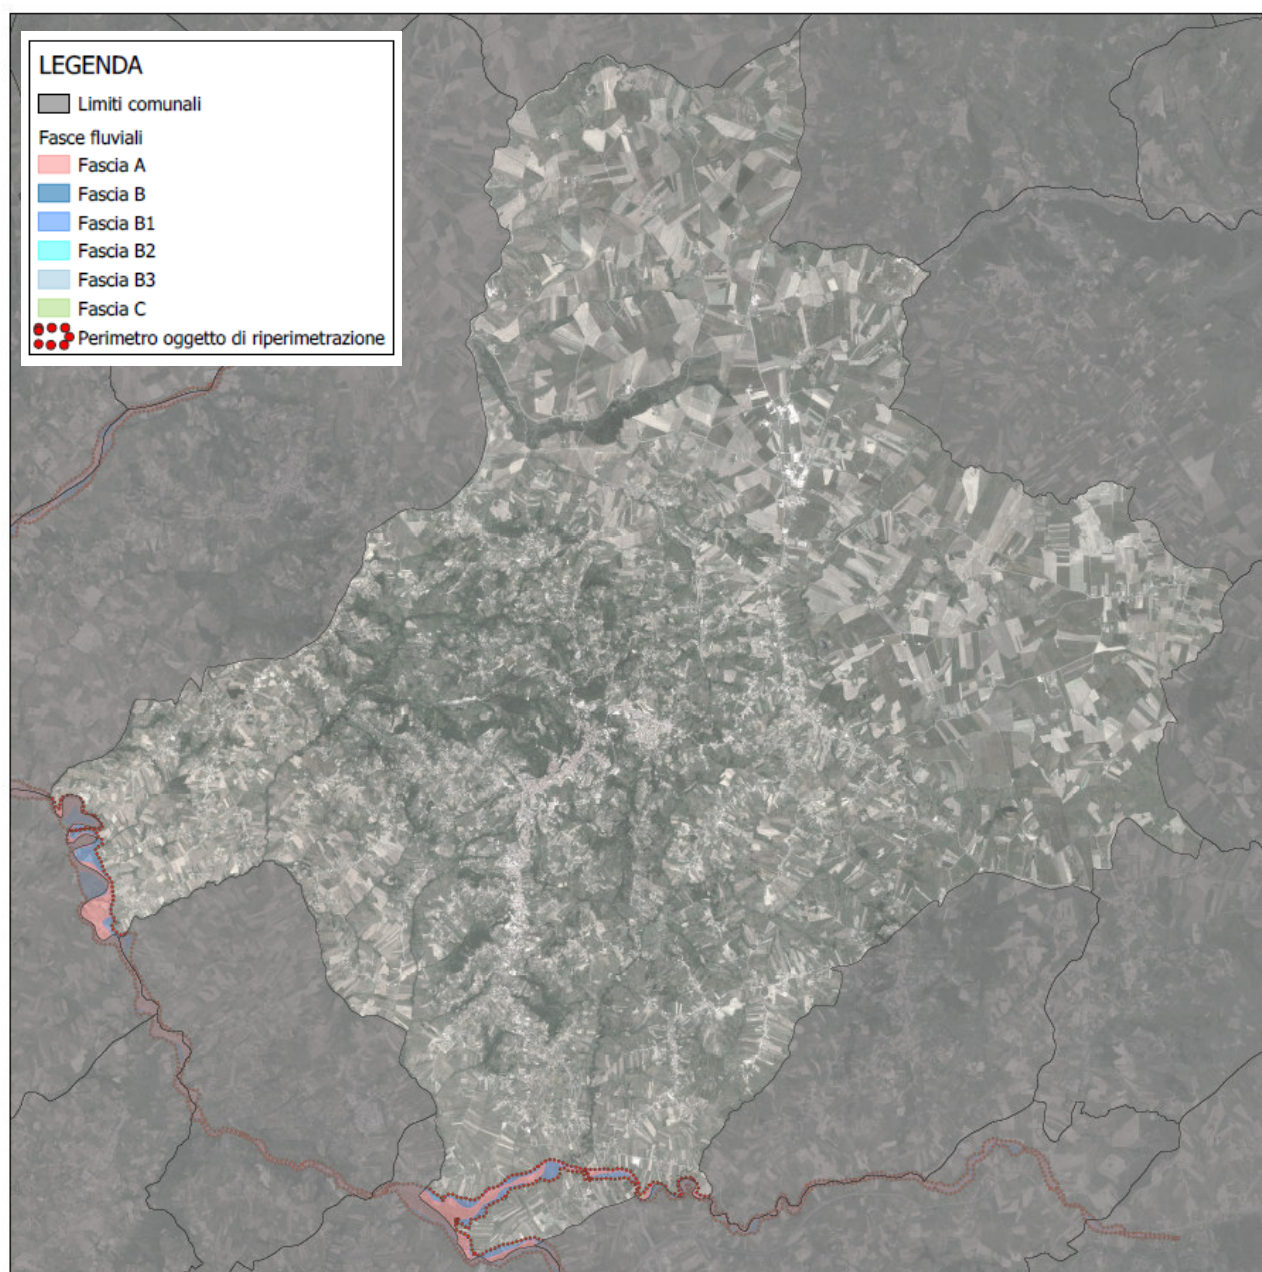 LEGENDA
Limiti comunali
Fasce fluviali
Fascia A
Fascia B
Fascia B1
Fascia B2
Fascia B3
Fascia C
Perimetro oggetto di riperimetrazione